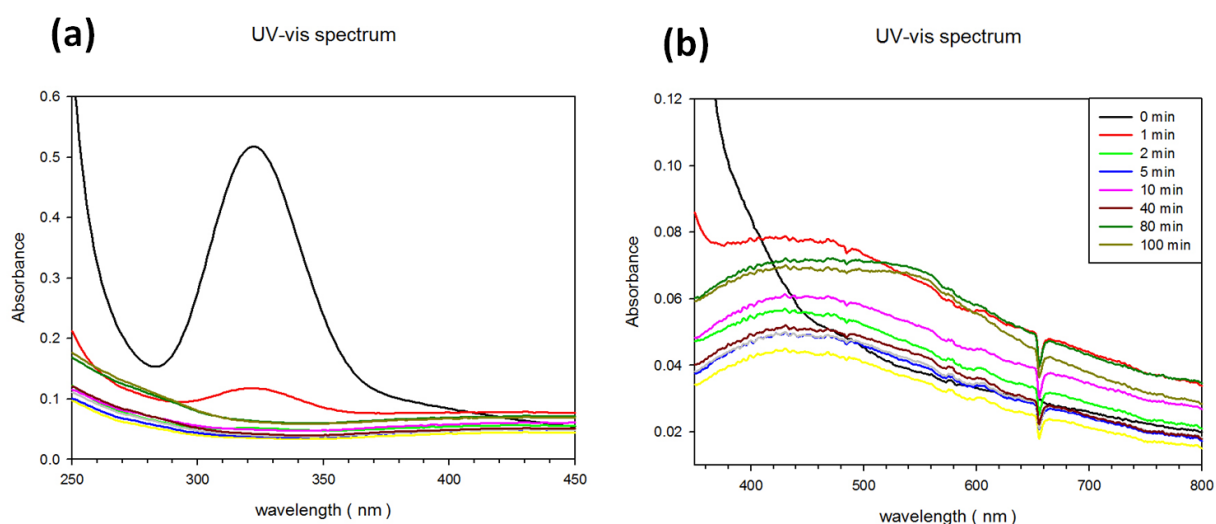 (a)
UV-vis spectrum
0.6
0.5
0.4
0.3
0.2
0.1
0.0
Absorbance
250 300 350 400 450
wavelength ( nm )
(b)
UV-vis spectrum
0.12
0.10
0.08
0.06
0.04
0.02
Absorbance
400 500 600 700 800
wavelength ( nm )
0 min
1 min
2 min
5 min
10 min
40 min
80 min
100 min